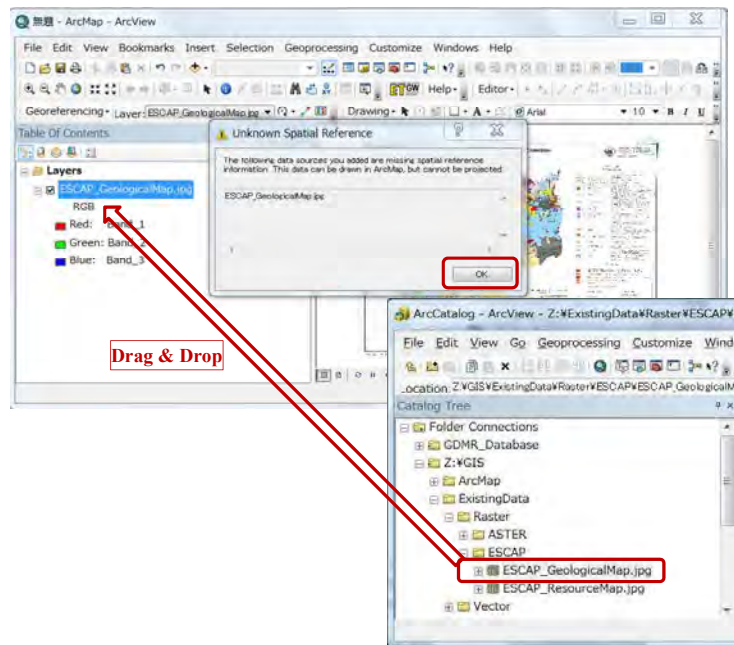 無題 - ArcMap - ArcView
File Edit View Bookmarks Insert Selection Geoprocessing Customize Windows Help
Help Editor
Georeferencing Layer: ESCAP_GeologicalMap.jpg Drawing A Arial 10 B I U
Table Of Contents
Layers
ESCAP_GeologicalMap.jpg
RGB
Red: Band_1
Green: Band_2
Blue: Band_3
Unknown Spatial Reference
The following data sources you added are missing spatial reference
information. This data can be drawn in ArcMap, but cannot be projected
ESCAP_GeologicalMap.jpg
OK
Drag & Drop
ArcCatalog - ArcView - Z:¥ExistingData¥Raster¥ESCAP¥
File Edit View Go Geoprocessing Customize Wind
Location: Z:¥GIS¥ExistingData¥Raster¥ESCAP¥ESCAP_GeologicalM
Catalog Tree
Folder Connections
GDMR_Database
Z:¥GIS
ArcMap
ExistingData
Raster
ASTER
ESCAP
ESCAP_GeologicalMap.jpg
ESCAP_ResourceMap.jpg
Vector